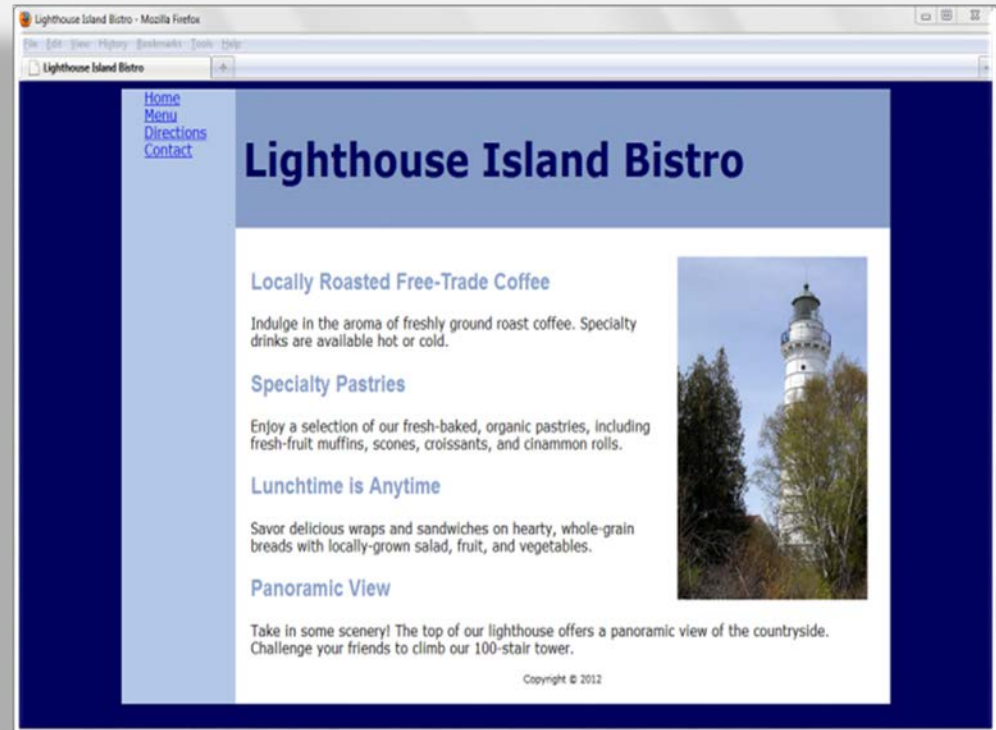 Lighthouse Island Bistro - Mozilla Firefox
File Edit View History Bookmarks Tools Help
Lighthouse Island Bistro
Home
Menu
Directions
Contact
Lighthouse Island Bistro
Locally Roasted Free-Trade Coffee
Indulge in the aroma of freshly ground roast coffee. Specialty
drinks are available hot or cold.
Specialty Pastries
Enjoy a selection of our fresh-baked, organic pastries, including
fresh-fruit muffins, scones, croissants, and cinammon rolls.
Lunchtime is Anytime
Savor delicious wraps and sandwiches on hearty, whole-grain
breads with locally-grown salad, fruit, and vegetables.
Panoramic View
Take in some scenery! The top of our lighthouse offers a panoramic view of the countryside.
Challenge your friends to climb our 100-stair tower.
Copyright © 2012